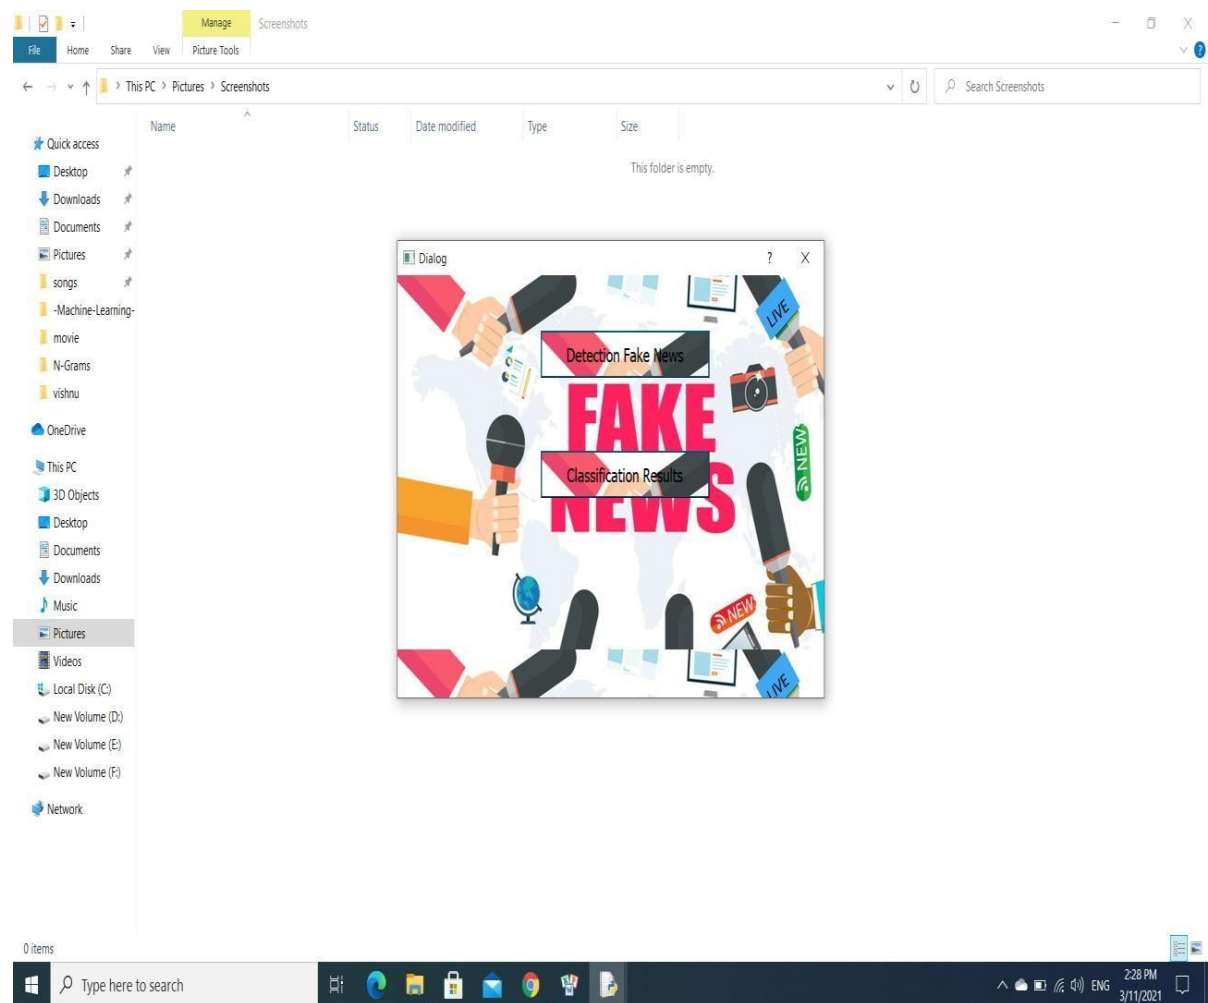 Manage Screenshots
File Home Share View Picture Tools
This PC > Pictures > Screenshots
Search Screenshots
Name Status Date modified Type Size
This folder is empty.
Quick access
Desktop
Downloads
Documents
Pictures
songs
-Machine-Learning-
movie
N-Grams
vishnu
OneDrive
This PC
3D Objects
Desktop
Documents
Downloads
Music
Pictures
Videos
Local Disk (C:)
New Volume (D:)
New Volume (E:)
New Volume (F:)
Network
Dialog ? X
LIVE
Detection Fake News
FAKE
NEW
Classification Results
NEWS
NEW
LIVE
0 items
Type here to search
ENG
2:28 PM
3/11/2021